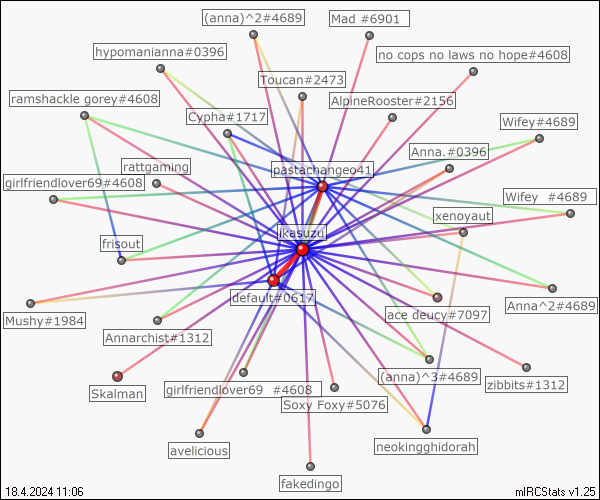 (anna)^2#4689
Mad #6901
hypomanianna#0396
no cops no laws no hope#4608
Toucan#2473
ramshackle gorey#4608
AlpineRooster#2156
Cypha#1717
Wifey#4689
Anna.#0396
rattgaming
pastachange041
girlfriendlover69#4608
Wifey  #4689
xenoyaut
ikasuzu
frisout
default#0617
Anna^2#4689
Mushy#1984
ace deucy#7097
Annarchist#1312
(anna)^3#4689
zibbits#1312
Skalman
girlfriendlover69  #4608
Soxy Foxy#5076
avelicious
neokingghidorah
fakedingo
18.4.2024 11:06
mIRCStats v1.25